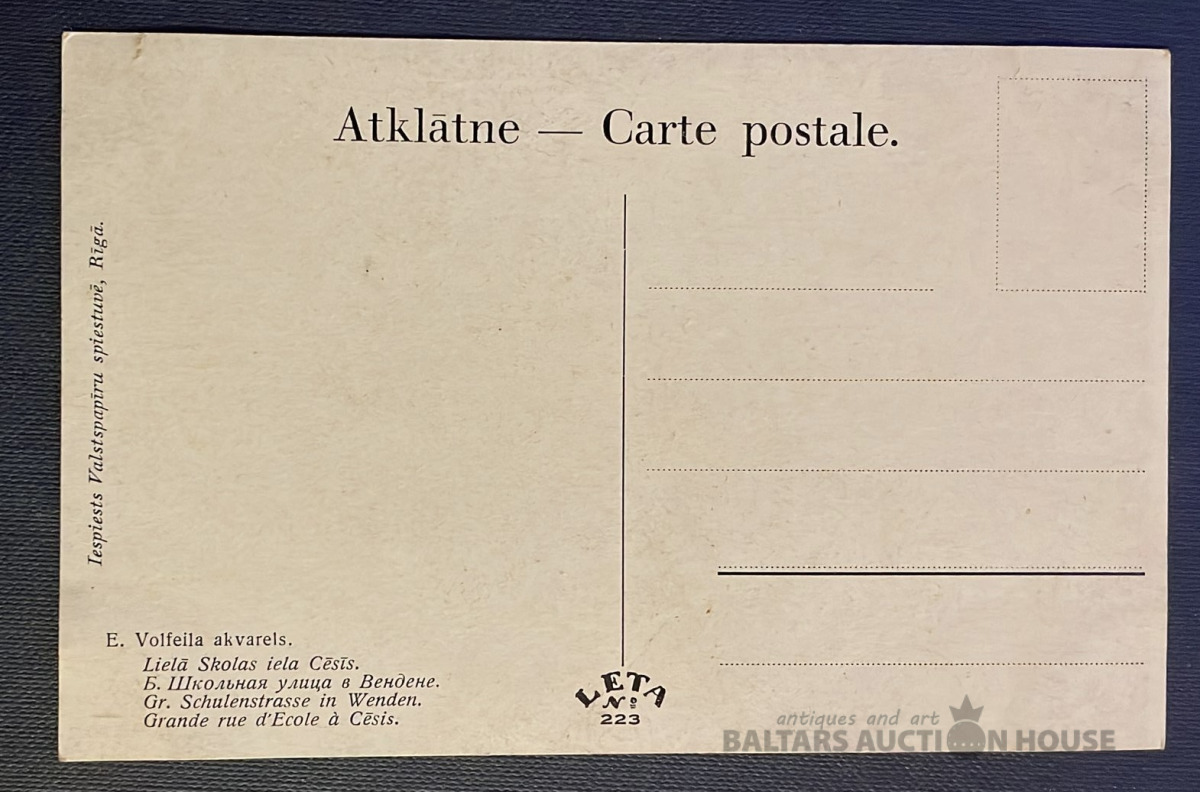 Atklātne — Carte postale.
Iespiests Valstspapīru spiestuvē, Rīgā.
E. Volfeila akvarels.
Lielā Skolas iela Cēsīs.
Б. Школьная улица в Вендене.
Gr. Schulenstrasse in Wenden.
Grande rue d'Ecole à Cēsis.
LETA
№
223
antiques and art
BALTARS AUCTION HOUSE